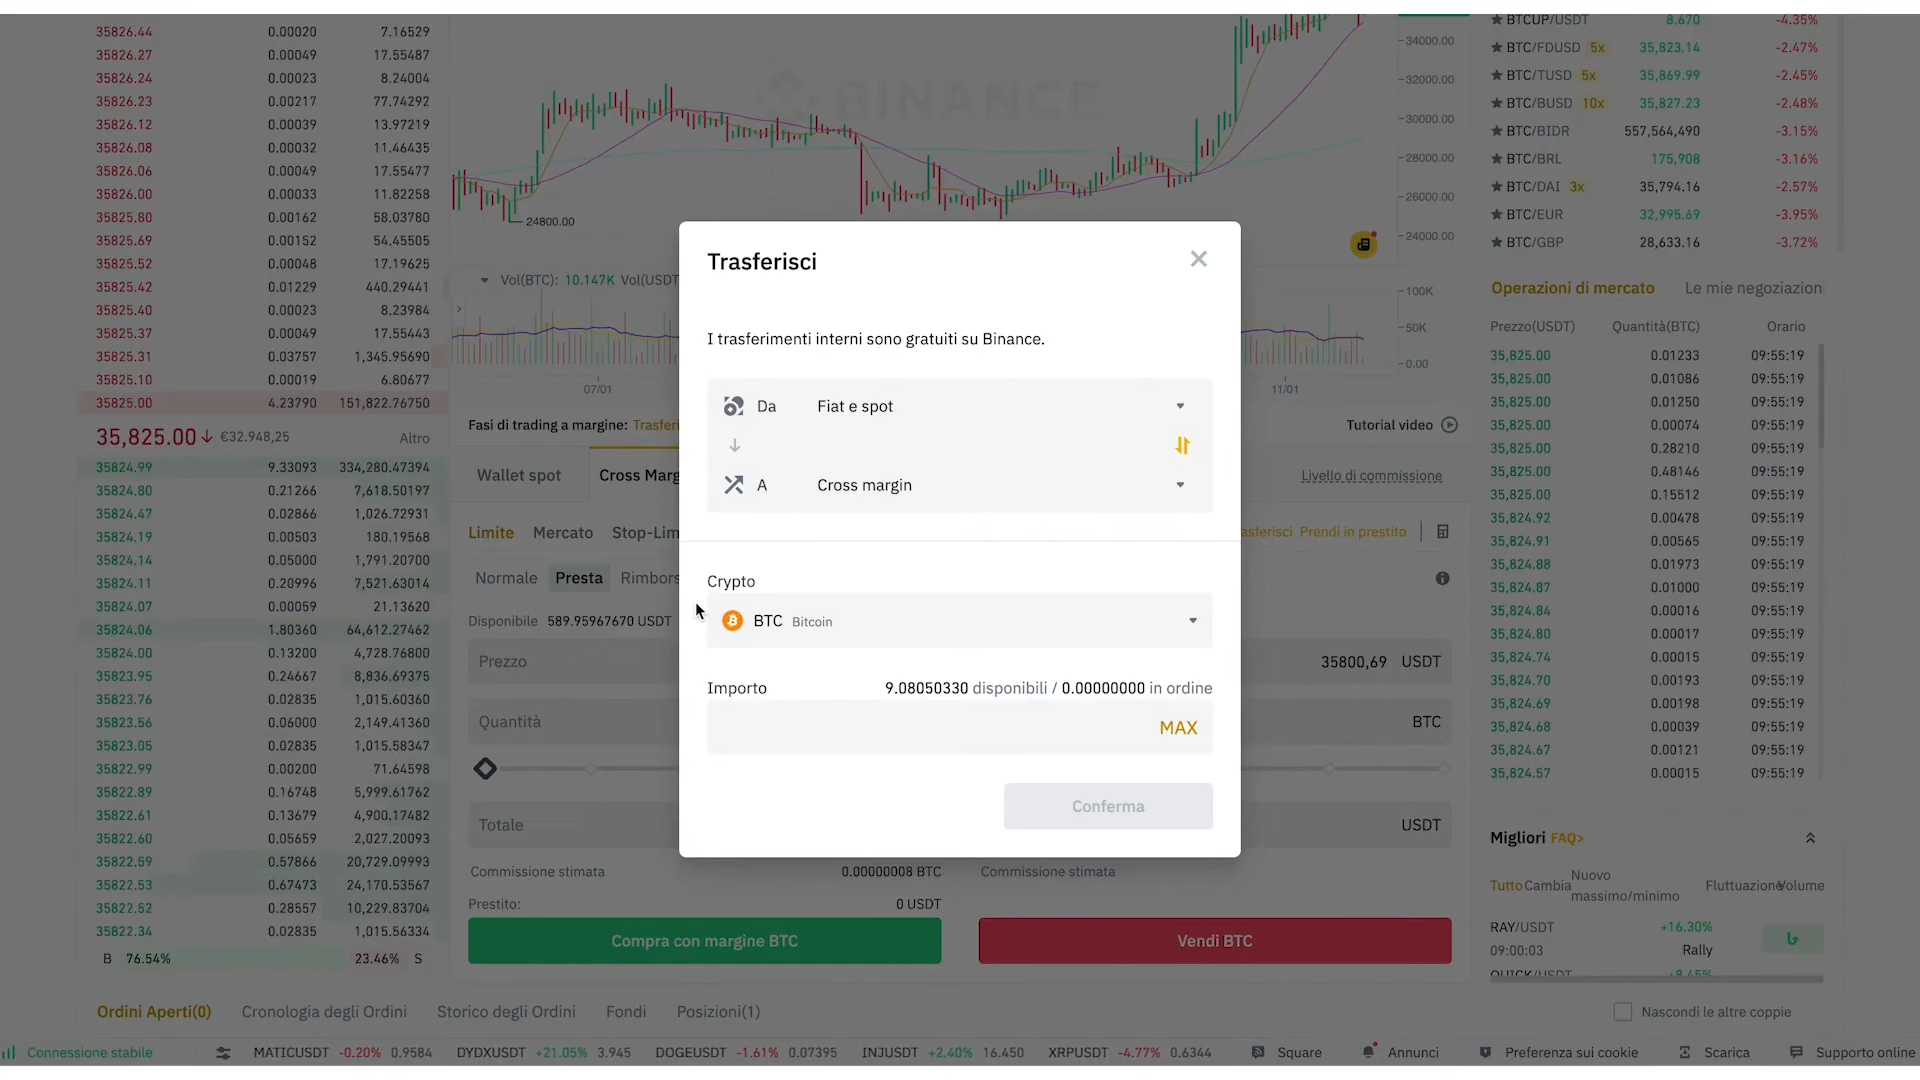 35826.44 0.00020 7.16529
35826.27 0.00049 17.55487
35826.24 0.00023 8.24004
35826.23 0.00217 77.74292
35826.12 0.00039 13.97219
35826.08 0.00032 11.46435
35826.06 0.00049 17.55477
35826.00 0.00033 11.82258
35825.80 0.00162 58.03780
35825.69 0.00152 54.45505
35825.52 0.00048 17.19625
35825.42 0.01229 440.29441
35825.40 0.00023 8.23984
35825.37 0.00049 17.55443
35825.31 0.03757 1,345.95690
35825.10 0.00019 6.80677
35825.00 4.23790 151,822.76750
35,825.00↓ €32.948,25 Altro
35824.99 9.33093 334,280.47394
35824.80 0.21266 7,618.50197
35824.47 0.02866 1,026.72931
35824.19 0.00503 180.19568
35824.14 0.05000 1,791.20700
35824.11 0.20996 7,521.63014
35824.07 0.00059 21.13620
35824.06 1.80360 64,612.27462
35824.00 0.13200 4,728.76800
35823.95 0.24667 8,836.69375
35823.76 0.02835 1,015.60360
35823.56 0.06000 2,149.41360
35823.05 0.02835 1,015.58347
35822.99 0.00200 71.64598
35822.89 0.16748 5,999.61762
35822.61 0.13679 4,900.17482
35822.60 0.05659 2,027.20093
35822.59 0.57866 20,729.09993
35822.53 0.67473 24,170.53567
35822.52 0.28557 10,229.83704
35822.34 0.02835 1,015.56334
B 76.54% 23.46% S
BINANCE
34000.00
32000.00
30000.00
28000.00
26000.00
24000.00
24800.00
Vol(BTC): 10.147K Vol(USDT
100K
50K
0.00
07/01 11/01
Fasi di trading a margine: Trasferi
Tutorial video
Wallet spot Cross Marg
Livello di commissione
Limite Mercato Stop-Lim
asferisci Prendi in prestito
Normale Presta Rimbors
Disponibile 589.95967670 USDT
Prezzo
35800,69 USDT
Quantità
BTC
Totale
USDT
Commissione stimata 0.00000008 BTC
Commissione stimata
Prestito: 0 USDT
Compra con margine BTC
Vendi BTC
Trasferisci
I trasferimenti interni sono gratuiti su Binance.
Da Fiat e spot
A Cross margin
Crypto
BTC Bitcoin
Importo 9.08050330 disponibili / 0.00000000 in ordine
MAX
Conferma
BTCUP/USDT 8.670 -4.35%
BTC/FDUSD 5x 35,823.14 -2.47%
BTC/TUSD 5x 35,869.99 -2.45%
BTC/BUSD 10x 35,827.23 -2.48%
BTC/BIDR 557,564,490 -3.15%
BTC/BRL 175,908 -3.16%
BTC/DAI 3x 35,794.16 -2.57%
BTC/EUR 32,995.69 -3.95%
BTC/GBP 28,633.16 -3.72%
Operazioni di mercato Le mie negoziazioni
Prezzo(USDT) Quantità(BTC) Orario
35,825.00 0.01233 09:55:19
35,825.00 0.01086 09:55:19
35,825.00 0.01250 09:55:19
35,825.00 0.00074 09:55:19
35,825.00 0.28210 09:55:19
35,825.00 0.48146 09:55:19
35,825.00 0.15512 09:55:19
35,824.92 0.00478 09:55:19
35,824.91 0.00565 09:55:19
35,824.88 0.01973 09:55:19
35,824.87 0.01000 09:55:19
35,824.84 0.00016 09:55:19
35,824.80 0.00017 09:55:19
35,824.74 0.00015 09:55:19
35,824.70 0.00193 09:55:19
35,824.69 0.00198 09:55:19
35,824.68 0.00039 09:55:19
35,824.67 0.00121 09:55:19
35,824.57 0.00015 09:55:19
Migliori FAQ>
Tutto Cambia Nuovo massimo/minimo Fluttuazione Volume
RAY/USDT +16.30%
09:00:03 Rally
QUICK/USDT +8.45%
Ordini Aperti(0) Cronologia degli Ordini Storico degli Ordini Fondi Posizioni(1)
Nascondi le altre coppie
Connessione stabile MATICUSDT -0.20% 0.9584 DYDXUSDT +21.05% 3.945 DOGEUSDT -1.61% 0.07395 INJUSDT +2.40% 16.450 XRPUSDT -4.77% 0.6344 Square Annunci Preferenza sui cookie Scarica Supporto online